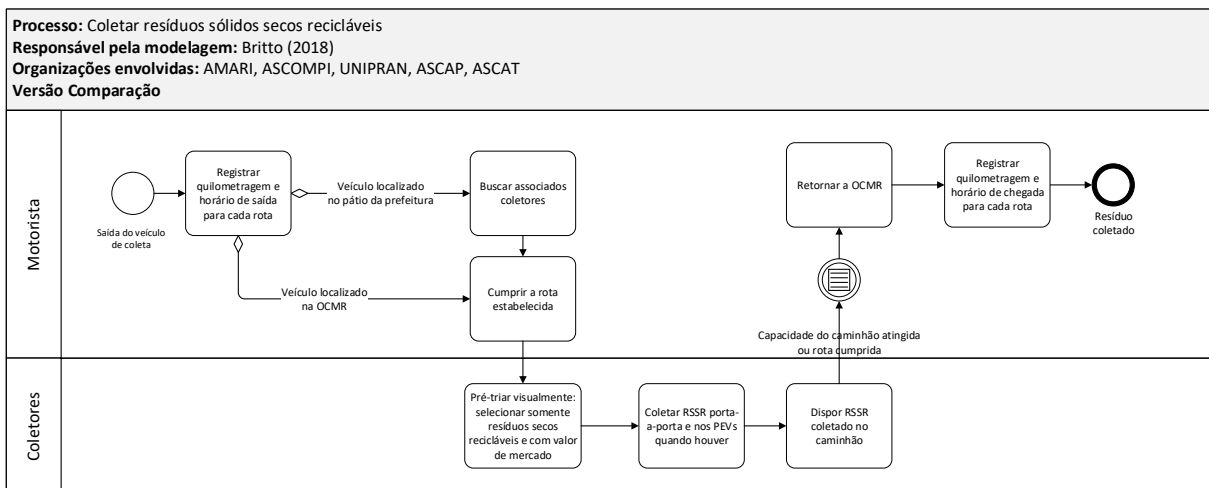 Processo: Coletar resíduos sólidos secos recicláveis
Responsável pela modelagem: Britto (2018)
Organizações envolvidas: AMARI, ASCOMPI, UNIPRAN, ASCAP, ASCAT
Versão Comparação
Motorista
Saída do veículo
de coleta
Registrar
quilometragem e
horário de saída
para cada rota
Veículo localizado
no pátio da prefeitura
Buscar associados
coletores
Veículo localizado
na OCMR
Cumprir a rota
estabelecida
Retornar a OCMR
Registrar
quilometragem e
horário de chegada
para cada rota
Resíduo
coletado
Capacidade do caminhão atingida
ou rota cumprida
Coletores
Pré-triar visualmente:
selecionar somente
resíduos secos
recicláveis e com valor
de mercado
Coletar RSSR porta-
a-porta e nos PEVs
quando houver
Dispor RSSR
coletado no
caminhão